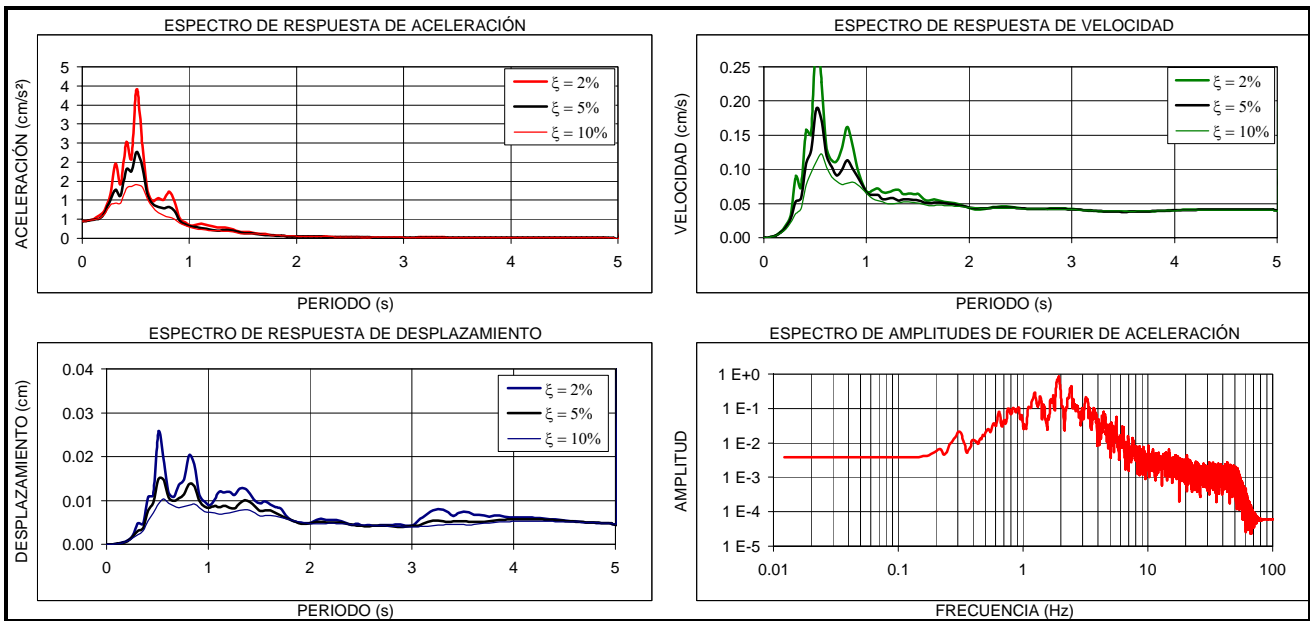 ESPECTRO DE RESPUESTA DE ACELERACIÓN
ACELERACIÓN (cm/s²)
5
4
4
3
3
2
2
1
1
0
ξ = 2%
ξ = 5%
ξ = 10%
0 1 2 3 4 5
PERIODO (s)
ESPECTRO DE RESPUESTA DE VELOCIDAD
VELOCIDAD (cm/s)
0.25
0.20
0.15
0.10
0.05
0.00
ξ = 2%
ξ = 5%
ξ = 10%
0 1 2 3 4 5
PERIODO (s)
ESPECTRO DE RESPUESTA DE DESPLAZAMIENTO
DESPLAZAMIENTO (cm)
0.04
0.03
0.02
0.01
0.00
ξ = 2%
ξ = 5%
ξ = 10%
0 1 2 3 4 5
PERIODO (s)
ESPECTRO DE AMPLITUDES DE FOURIER DE ACELERACIÓN
AMPLITUD
1 E+0
1 E-1
1 E-2
1 E-3
1 E-4
1 E-5
0.01 0.1 1 10 100
FRECUENCIA (Hz)